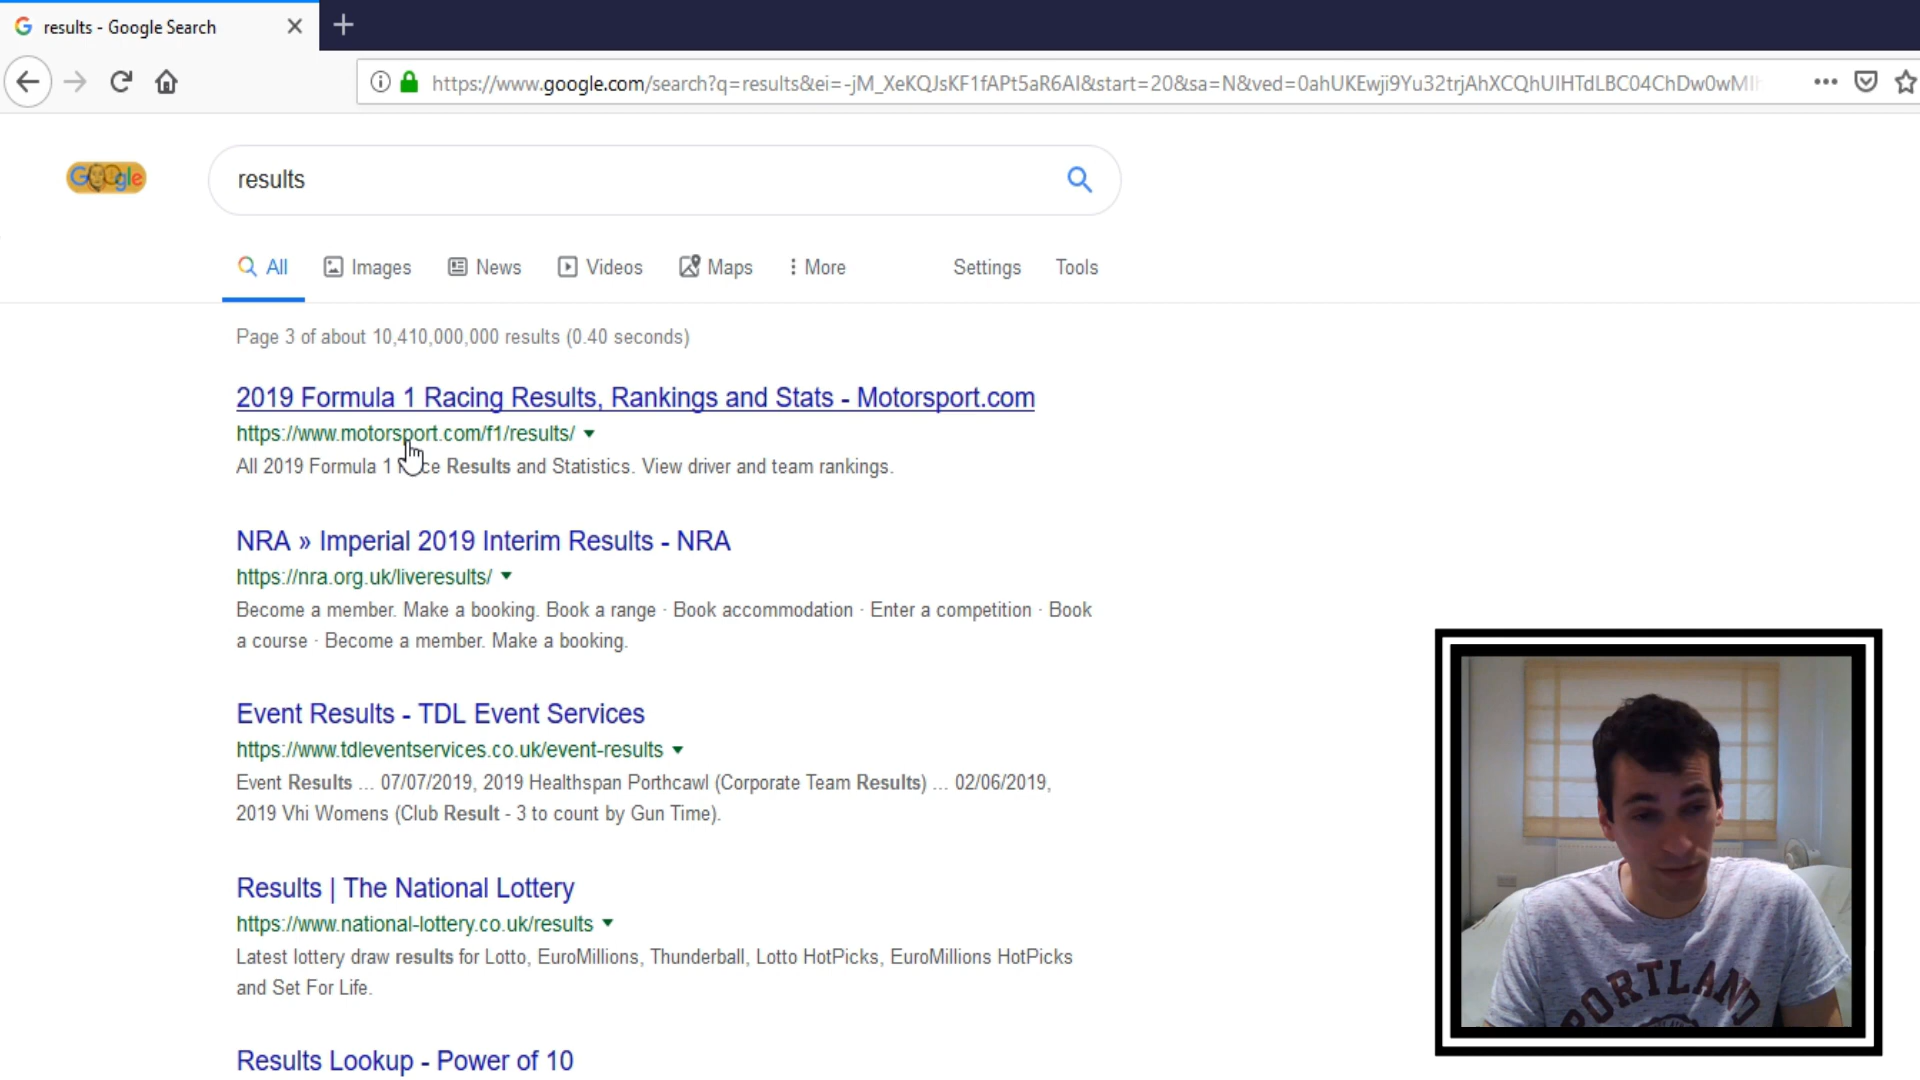 results - Google Search
https://www.google.com/search?q=results&ei=-jM_XeKQJsKF1fAPt5aR6AI&start=20&sa=N&ved=0ahUKEwji9Yu32trjAhXCQhUIHTdLBC04ChDw0wMI
Google
results
All Images News Videos Maps More Settings Tools
Page 3 of about 10,410,000,000 results (0.40 seconds)
2019 Formula 1 Racing Results, Rankings and Stats - Motorsport.com
https://www.motorsport.com/f1/results/
All 2019 Formula 1 Race Results and Statistics. View driver and team rankings.
NRA » Imperial 2019 Interim Results - NRA
https://nra.org.uk/liveresults/
Become a member. Make a booking. Book a range · Book accommodation · Enter a competition · Book
a course · Become a member. Make a booking.
Event Results - TDL Event Services
https://www.tdleventservices.co.uk/event-results
Event Results ... 07/07/2019, 2019 Healthspan Porthcawl (Corporate Team Results) ... 02/06/2019,
2019 Vhi Womens (Club Result - 3 to count by Gun Time).
Results | The National Lottery
https://www.national-lottery.co.uk/results
Latest lottery draw results for Lotto, EuroMillions, Thunderball, Lotto HotPicks, EuroMillions HotPicks
and Set For Life.
Results Lookup - Power of 10
PORTLAND